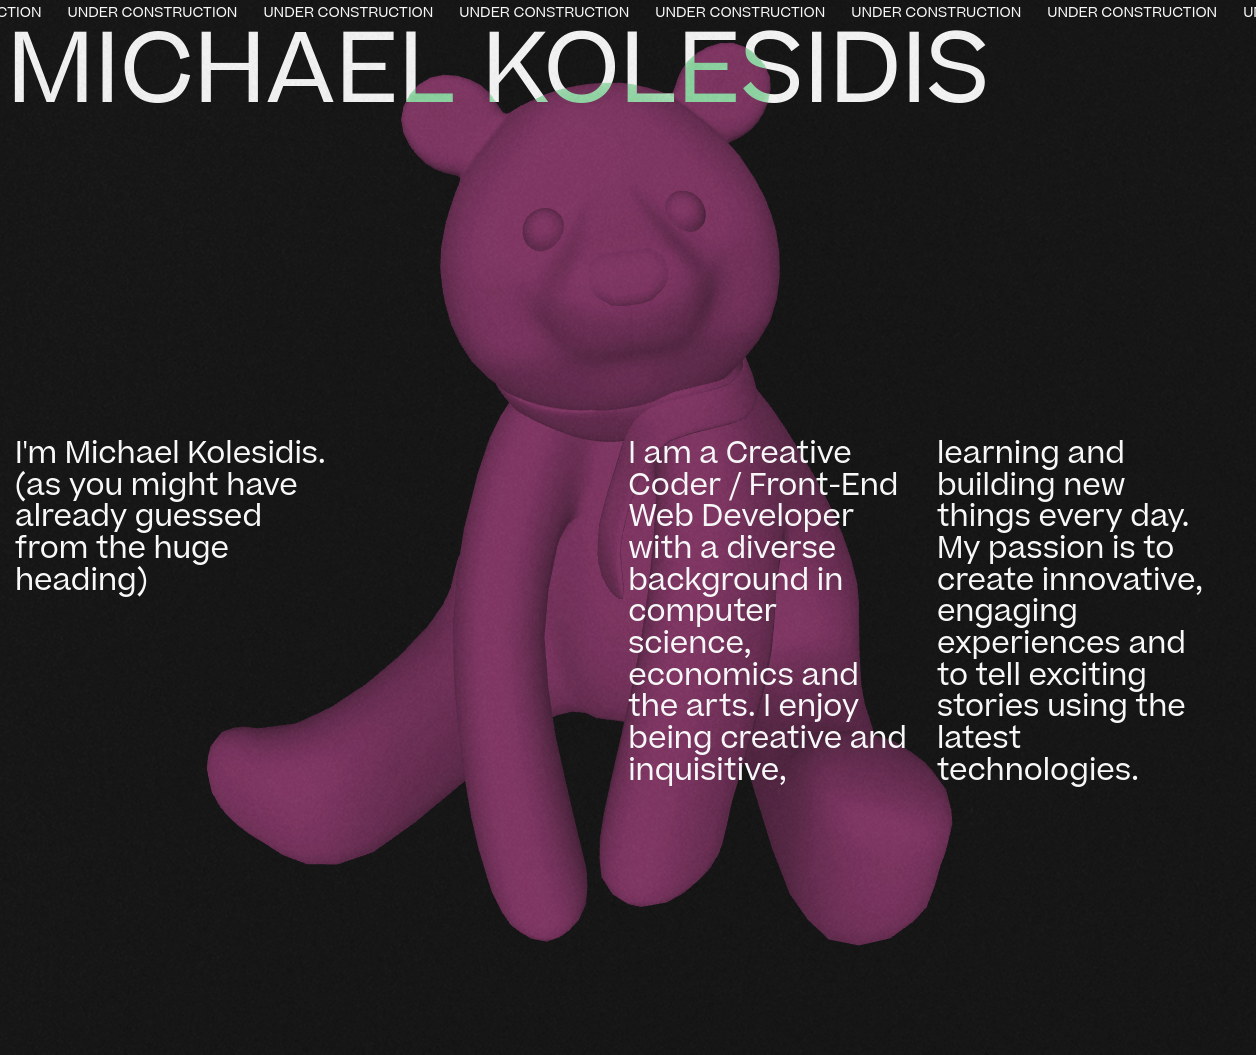 CTION UNDER CONSTRUCTION UNDER CONSTRUCTION UNDER CONSTRUCTION UNDER CONSTRUCTION UNDER CONSTRUCTION UNDER CONSTRUCTION
MICHAEL KOLESIDIS
I'm Michael Kolesidis.
(as you might have
already guessed
from the huge
heading)
I am a Creative
Coder / Front-End
Web Developer
with a diverse
background in
computer
science,
economics and
the arts. I enjoy
being creative and
inquisitive,
learning and
building new
things every day.
My passion is to
create innovative,
engaging
experiences and
to tell exciting
stories using the
latest
technologies.